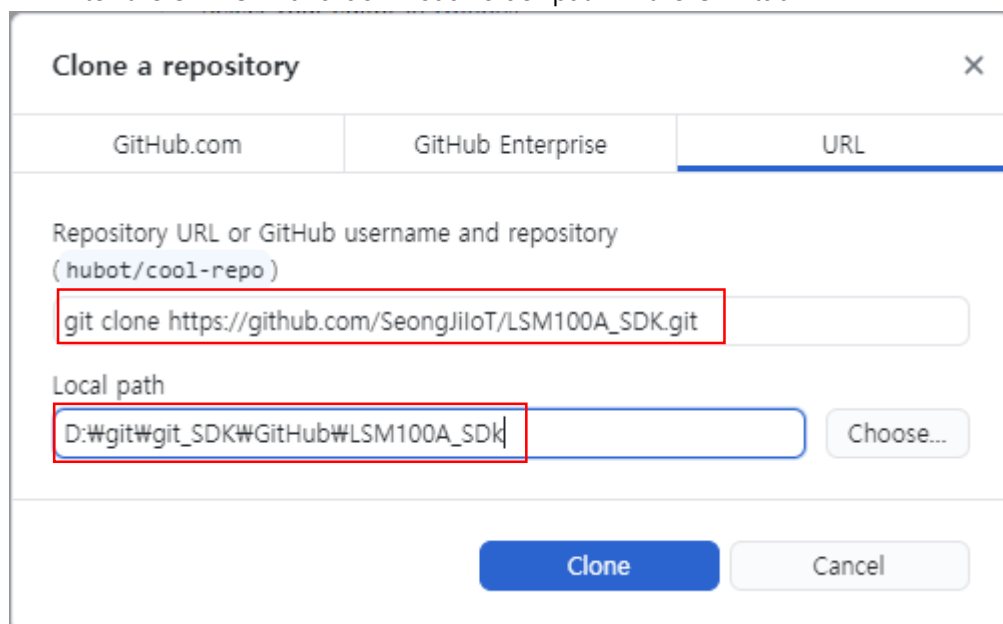 Clone a repository
×
GitHub.com GitHub Enterprise URL
Repository URL or GitHub username and repository
( hubot/cool-repo )
git clone https://github.com/SeongJiIoT/LSM100A_SDK.git
Local path
D:₩git₩git_SDK₩GitHub₩LSM100A_SDk
Choose...
Clone Cancel